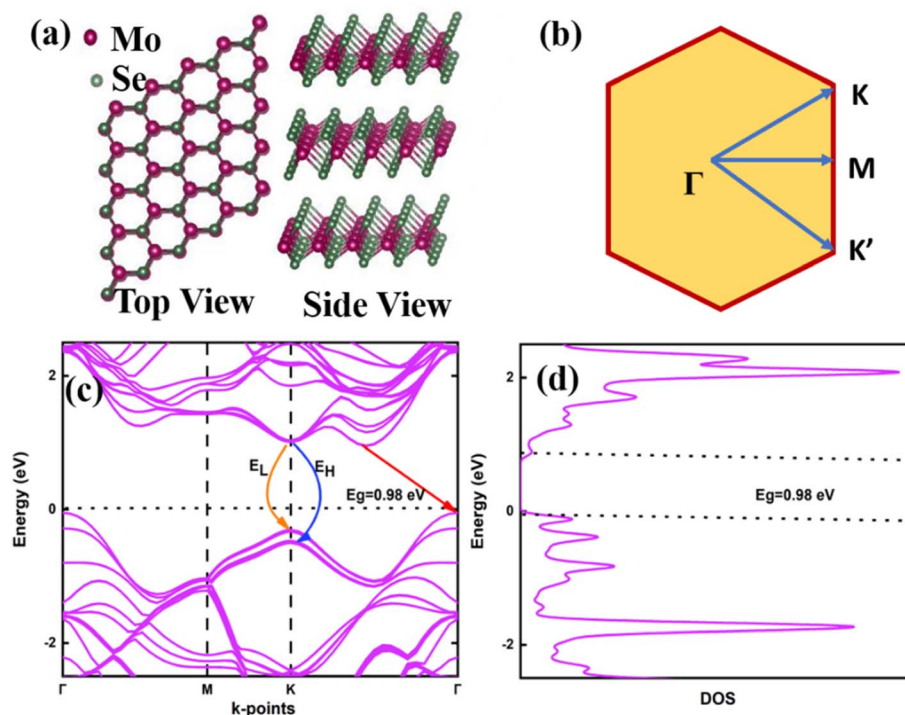 (a)
Mo
Se
Top View
Side View
(b)
K
M
K’
Γ
(c)
2
0
-2
Energy (eV)
E_L
E_H
Eg=0.98 eV
Γ
M
K
Γ
k-points
(d)
2
0
-2
Energy (eV)
Eg=0.98 eV
DOS